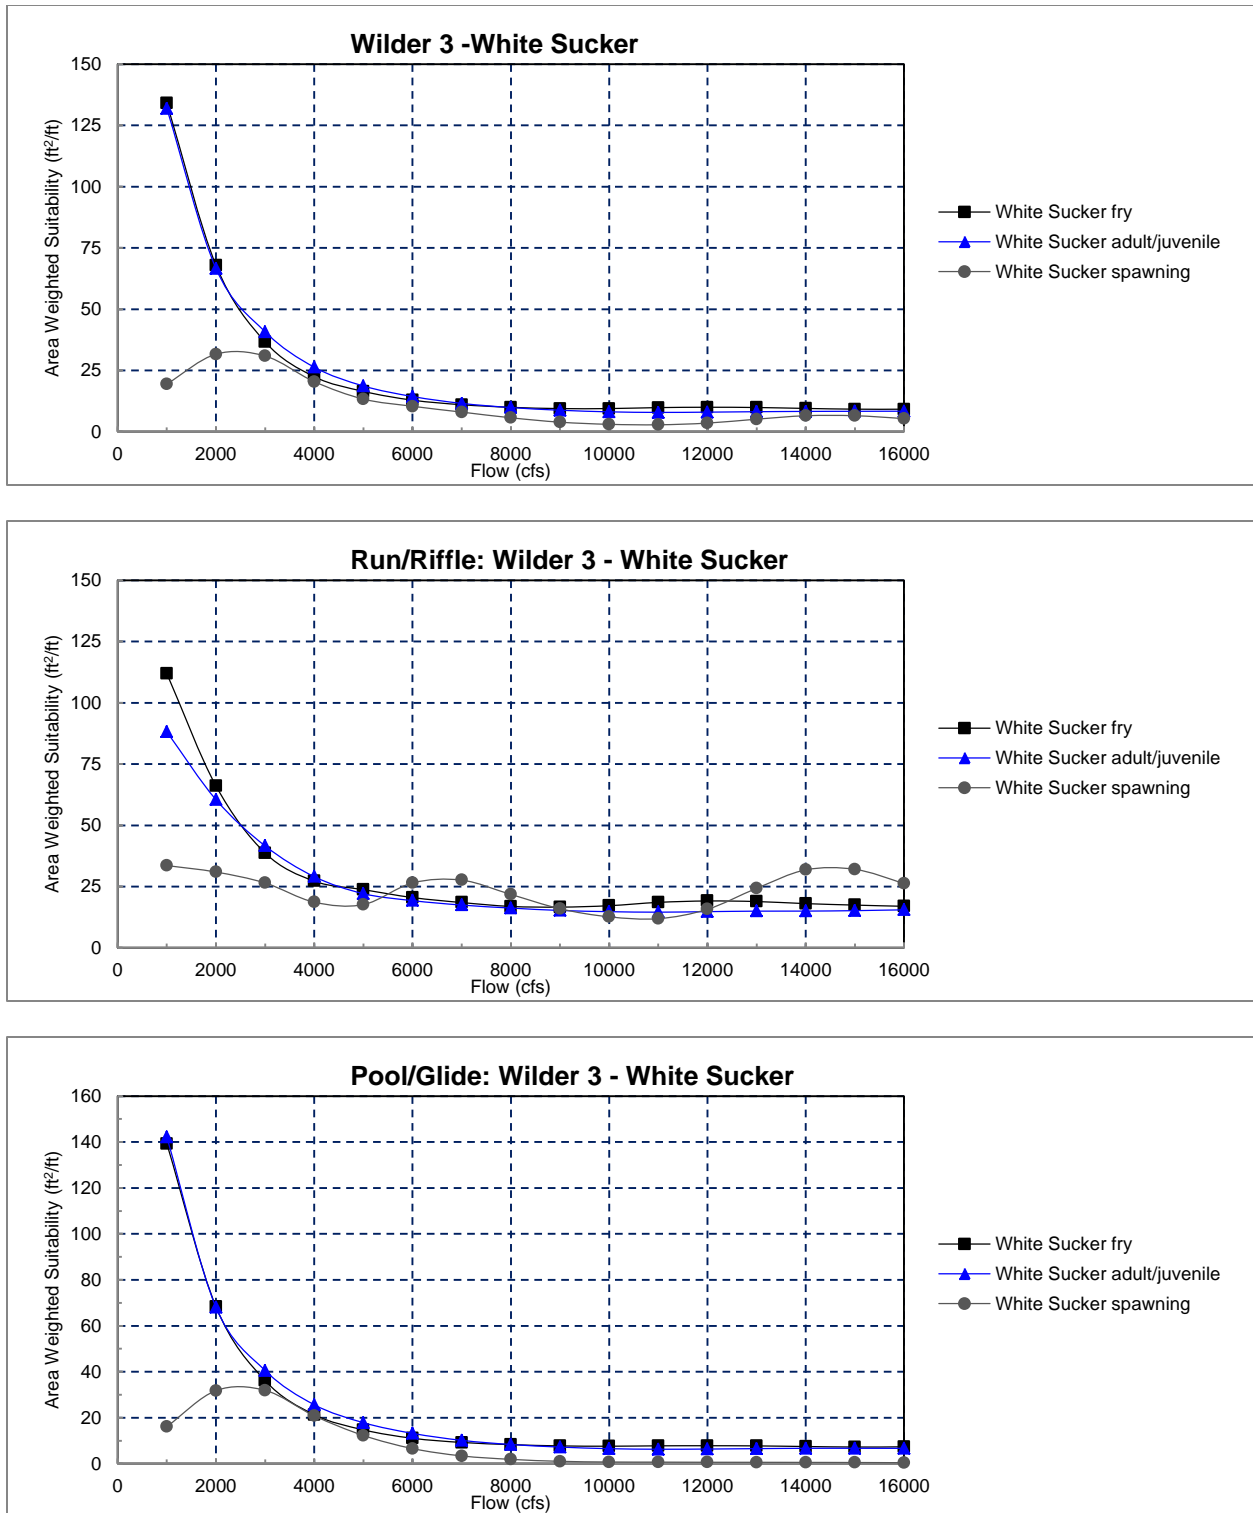 Wilder 3 -White Sucker
Area Weighted Suitability (ft²/ft)
150
125
100
75
50
25
0
0 2000 4000 6000 8000 10000 12000 14000 16000
Flow (cfs)
White Sucker fry
White Sucker adult/juvenile
White Sucker spawning
Run/Riffle: Wilder 3 - White Sucker
Area Weighted Suitability (ft²/ft)
150
125
100
75
50
25
0
0 2000 4000 6000 8000 10000 12000 14000 16000
Flow (cfs)
White Sucker fry
White Sucker adult/juvenile
White Sucker spawning
Pool/Glide: Wilder 3 - White Sucker
Area Weighted Suitability (ft²/ft)
160
140
120
100
80
60
40
20
0
0 2000 4000 6000 8000 10000 12000 14000 16000
Flow (cfs)
White Sucker fry
White Sucker adult/juvenile
White Sucker spawning